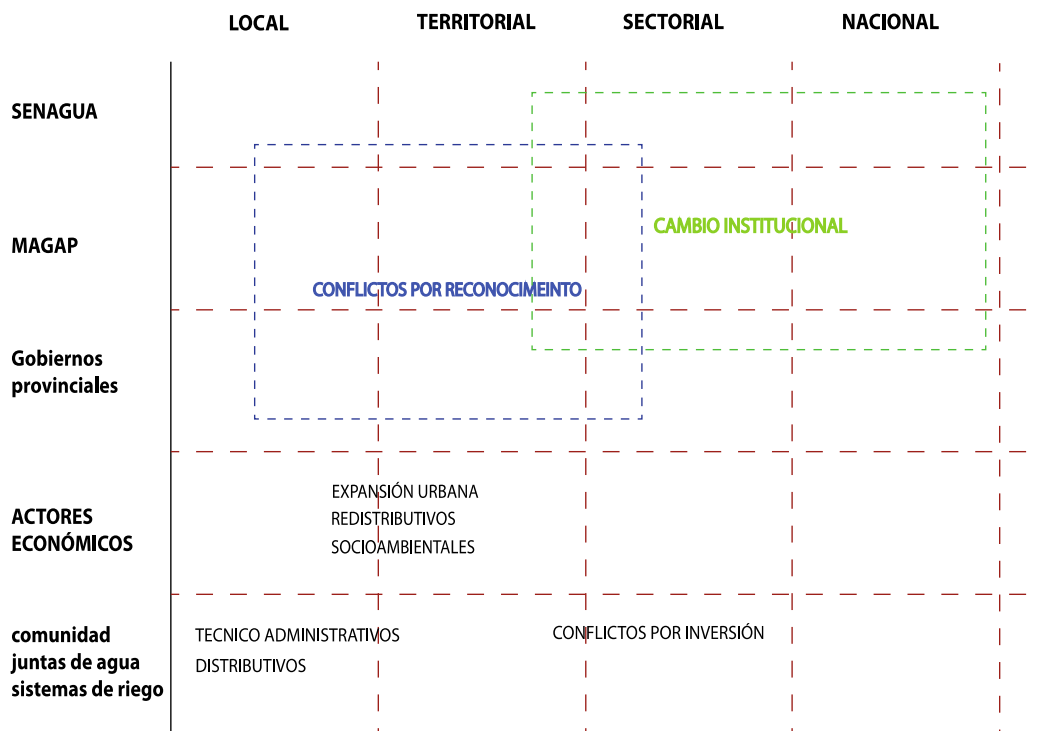 LOCAL TERRITORIAL SECTORIAL NACIONAL
SENAGUA
MAGAP
CAMBIO INSTITUCIONAL
CONFLICTOS POR RECONOCIMEINTO
Gobiernos
provinciales
ACTORES
ECONÓMICOS
EXPANSIÓN URBANA
REDISTRIBUTIVOS
SOCIOAMBIENTALES
comunidad
juntas de agua
sistemas de riego
TECNICO ADMINISTRATIVOS
DISTRIBUTIVOS
CONFLICTOS POR INVERSIÓN